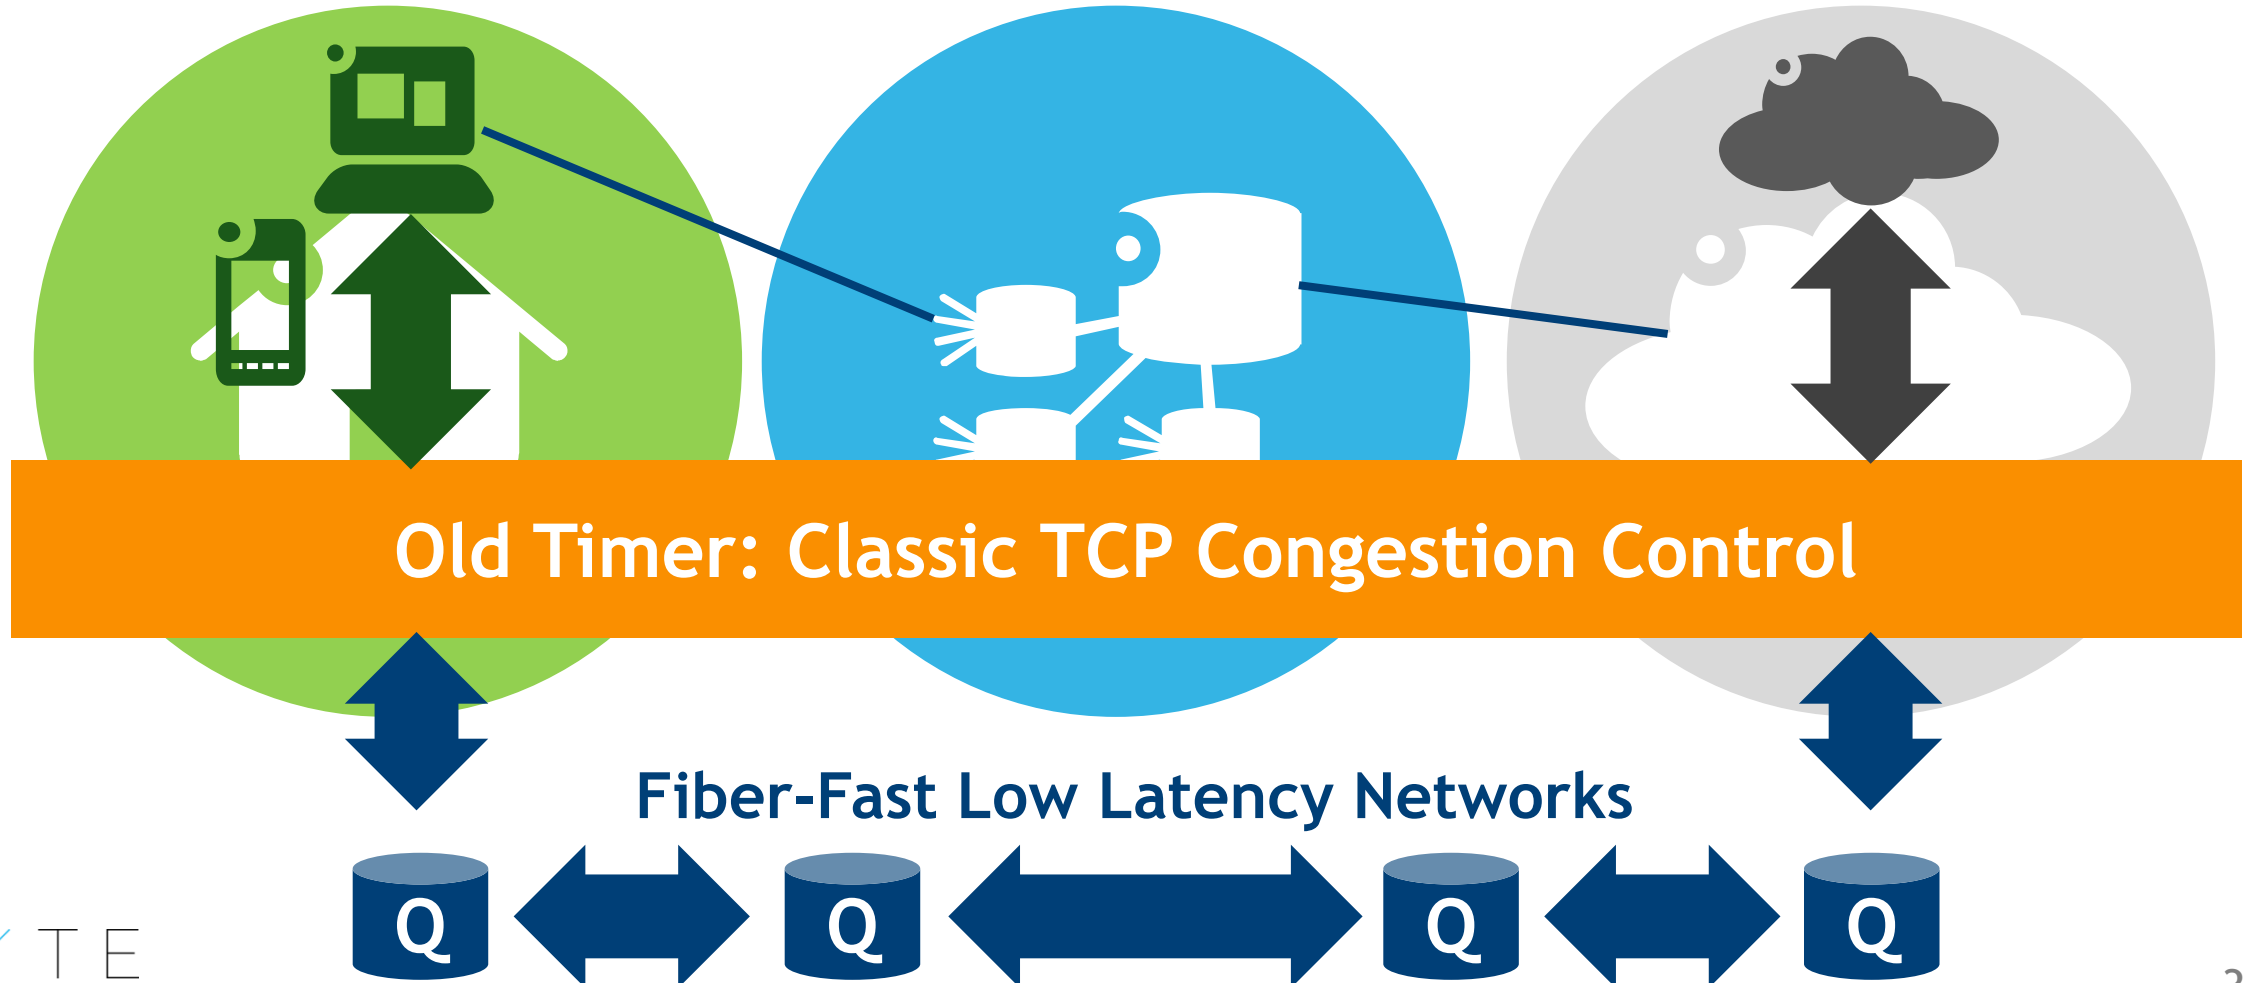 Old Timer: Classic TCP Congestion Control
Fiber-Fast Low Latency Networks
Q Q Q Q
TE